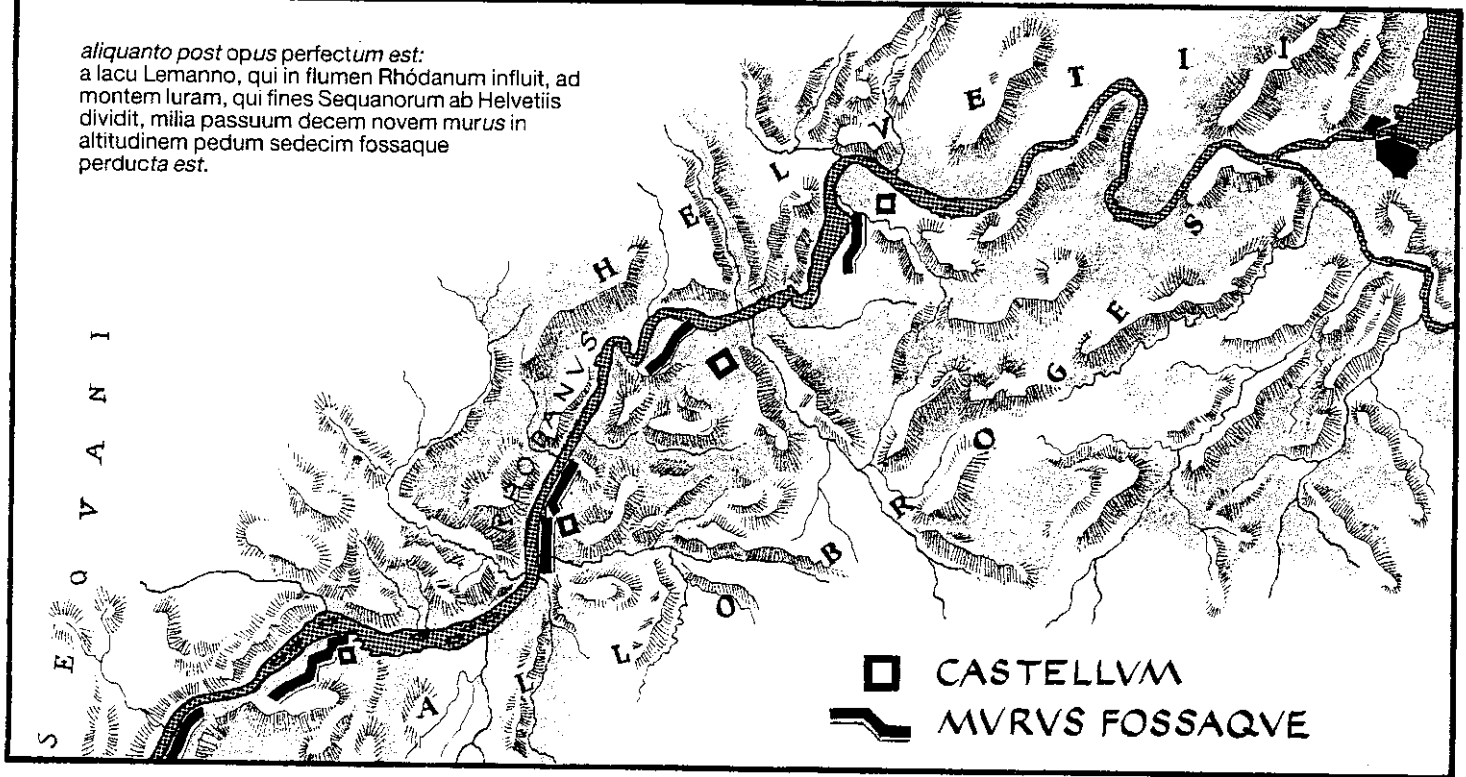 aliquanto post opus perfectum est:
a lacu Lemanno, qui in flumen Rhódanum influit, ad
montem Iuram, qui fines Sequanorum ab Helvetiis
dividit, milia passuum decem novem murus in
altitudinem pedum sedecim fossaque
perducta est.
HELVETII
SEQVANI
RHODANVS
ALLOBROGES
CASTELLVM
MVRVS FOSSAQVE